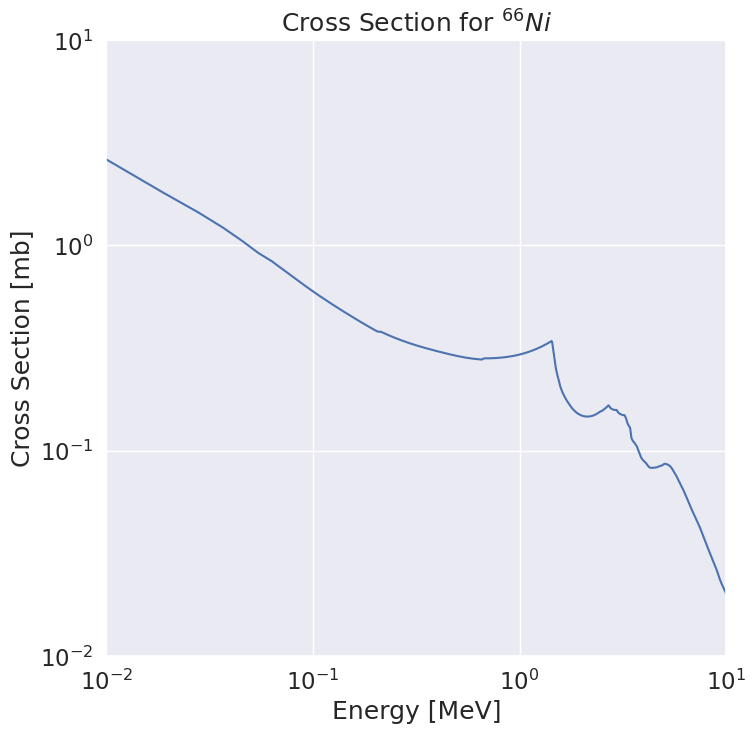 Cross Section for ⁶⁶Ni
10¹
10⁰
10⁻¹
10⁻²
Cross Section [mb]
10⁻² 10⁻¹ 10⁰ 10¹
Energy [MeV]